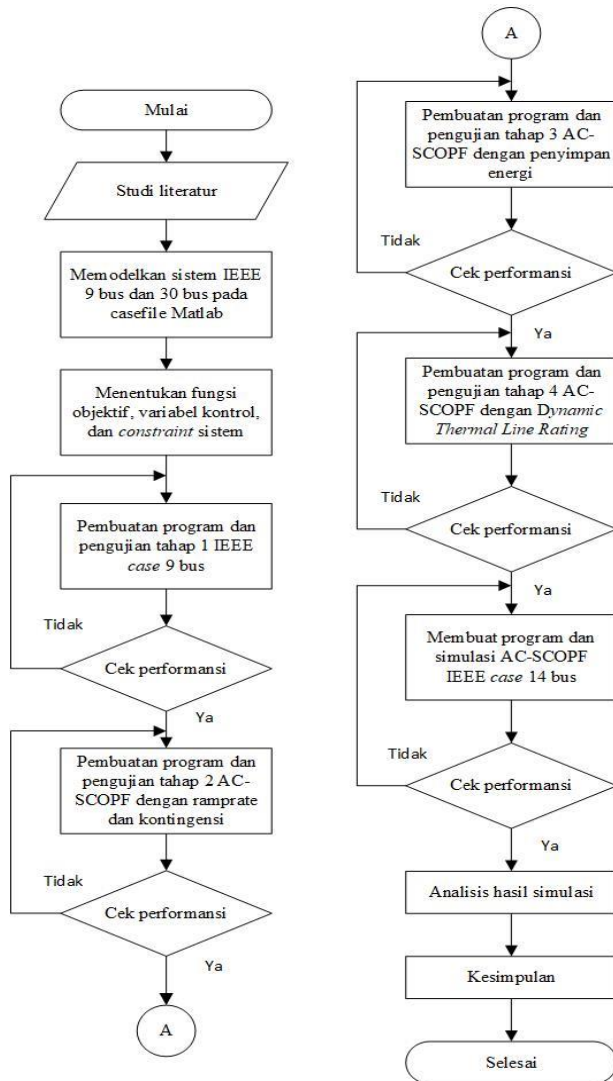 Mulai
Studi literatur
Memodelkan sistem IEEE
9 bus dan 30 bus pada
casefile Matlab
Menentukan fungsi
objektif, variabel kontrol,
dan constraint sistem
Pembuatan program dan
pengujian tahap 1 IEEE
case 9 bus
Tidak
Cek performansi
Ya
Pembuatan program dan
pengujian tahap 2 AC-
SCOPF dengan ramprate
dan kontingensi
Tidak
Cek performansi
Ya
A
A
Pembuatan program dan
pengujian tahap 3 AC-
SCOPF dengan penyimpan
energi
Tidak
Cek performansi
Ya
Pembuatan program dan
pengujian tahap 4 AC-
SCOPF dengan Dynamic
Thermal Line Rating
Tidak
Cek performansi
Ya
Membuat program dan
simulasi AC-SCOPF
IEEE case 14 bus
Tidak
Cek performansi
Ya
Analisis hasil simulasi
Kesimpulan
Selesai